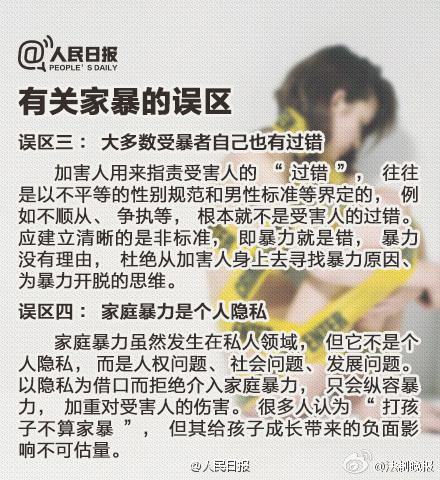 @人民日报
PEOPLE'S DAILY
有关家暴的误区
误区三： 大多数受暴者自己也有过错
加害人用来指责受害人的 “ 过错 ”， 往往
是以不平等的性别规范和男性标准等界定的， 例
如不顺从、 争执等， 根本就不是受害人的过错。
应建立清晰的是非标准， 即暴力就是错， 暴力
没有理由， 杜绝从加害人身上去寻找暴力原因、
为暴力开脱的思维。
误区四： 家庭暴力是个人隐私
家庭暴力虽然发生在私人领域， 但它不是个
人隐私， 而是人权问题、 社会问题、 发展问题。
以隐私为借口而拒绝介入家庭暴力， 只会纵容暴
力， 加重对受害人的伤害。 很多人认为 “ 打孩
子不算家暴 ”， 但其给孩子成长带来的负面影
响不可估量。
@人民日报
@法制晚报